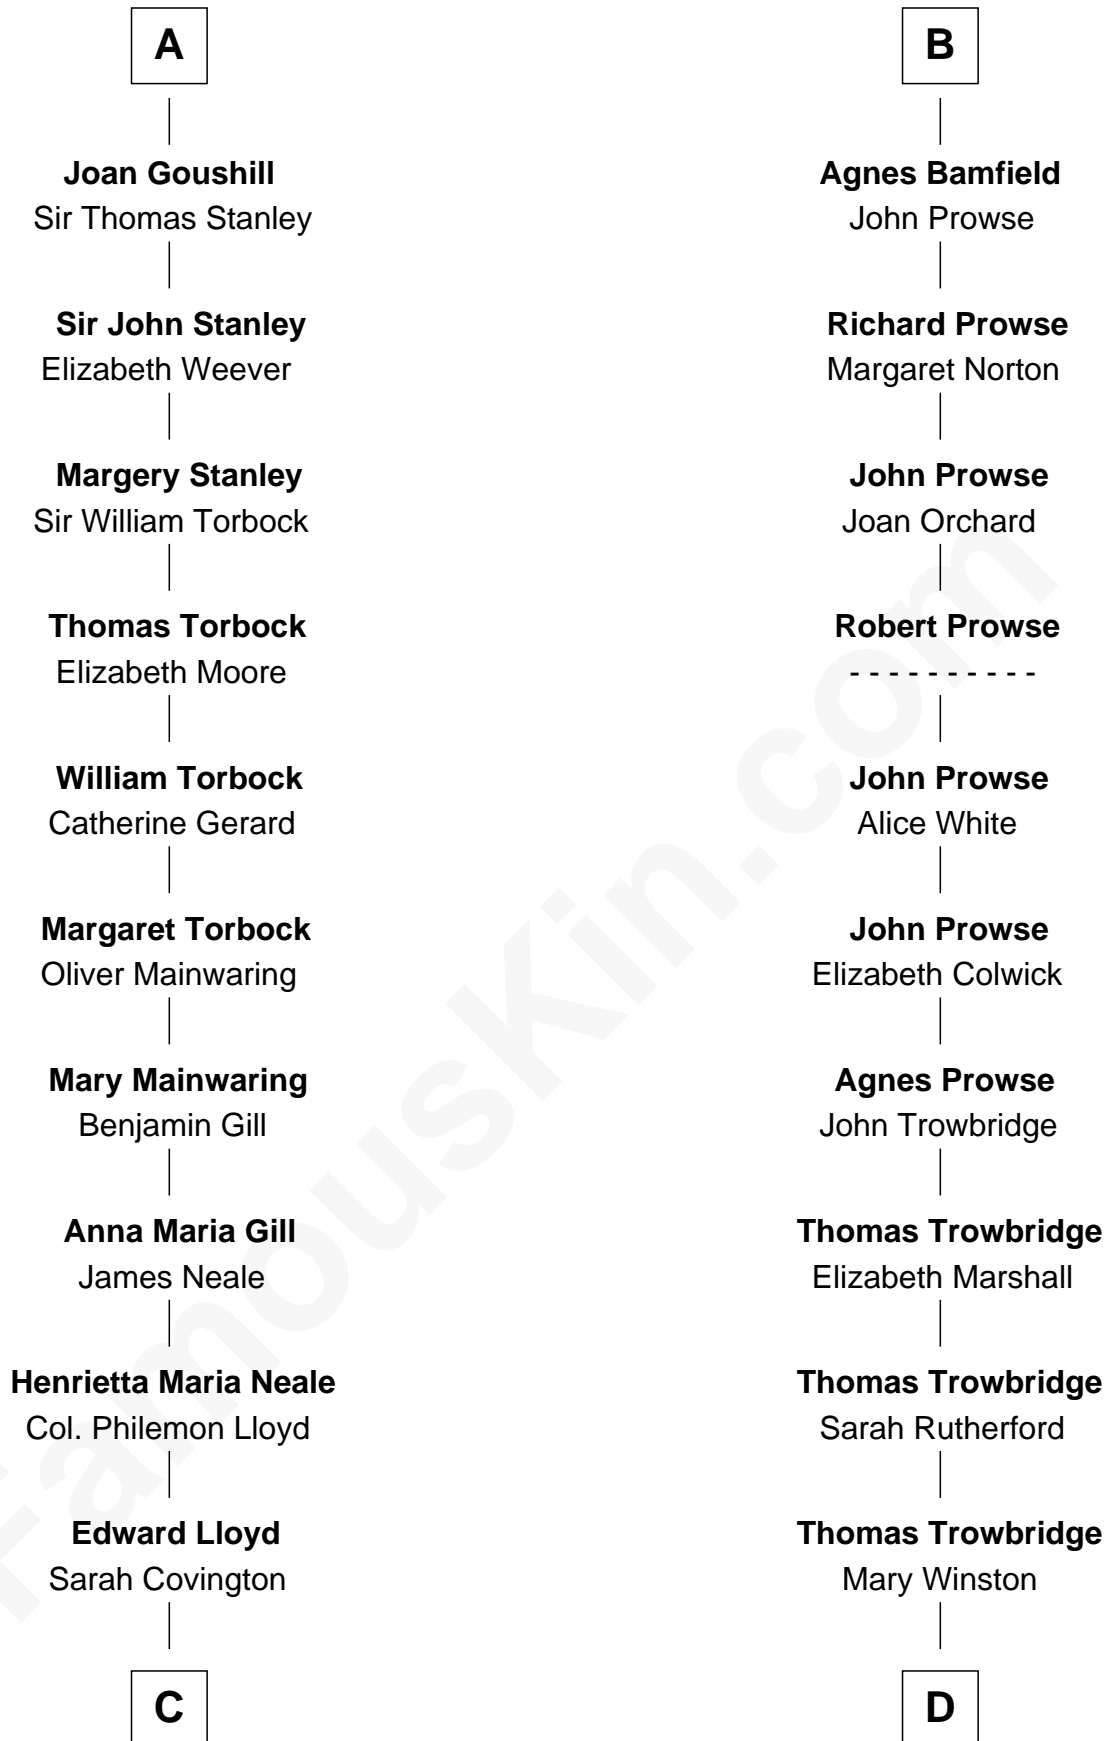 A
Joan Goushill
Sir Thomas Stanley
Sir John Stanley
Elizabeth Weever
Margery Stanley
Sir William Torbock
Thomas Torbock
Elizabeth Moore
William Torbock
Catherine Gerard
Margaret Torbock
Oliver Mainwaring
Mary Mainwaring
Benjamin Gill
Anna Maria Gill
James Neale
Henrietta Maria Neale
Col. Philemon Lloyd
Edward Lloyd
Sarah Covington
C
B
Agnes Bamfield
John Prowse
Richard Prowse
Margaret Norton
John Prowse
Joan Orchard
Robert Prowse
- - - - - - - - - -
John Prowse
Alice White
John Prowse
Elizabeth Colwick
Agnes Prowse
John Trowbridge
Thomas Trowbridge
Elizabeth Marshall
Thomas Trowbridge
Sarah Rutherford
Thomas Trowbridge
Mary Winston
D
FamousKin.com